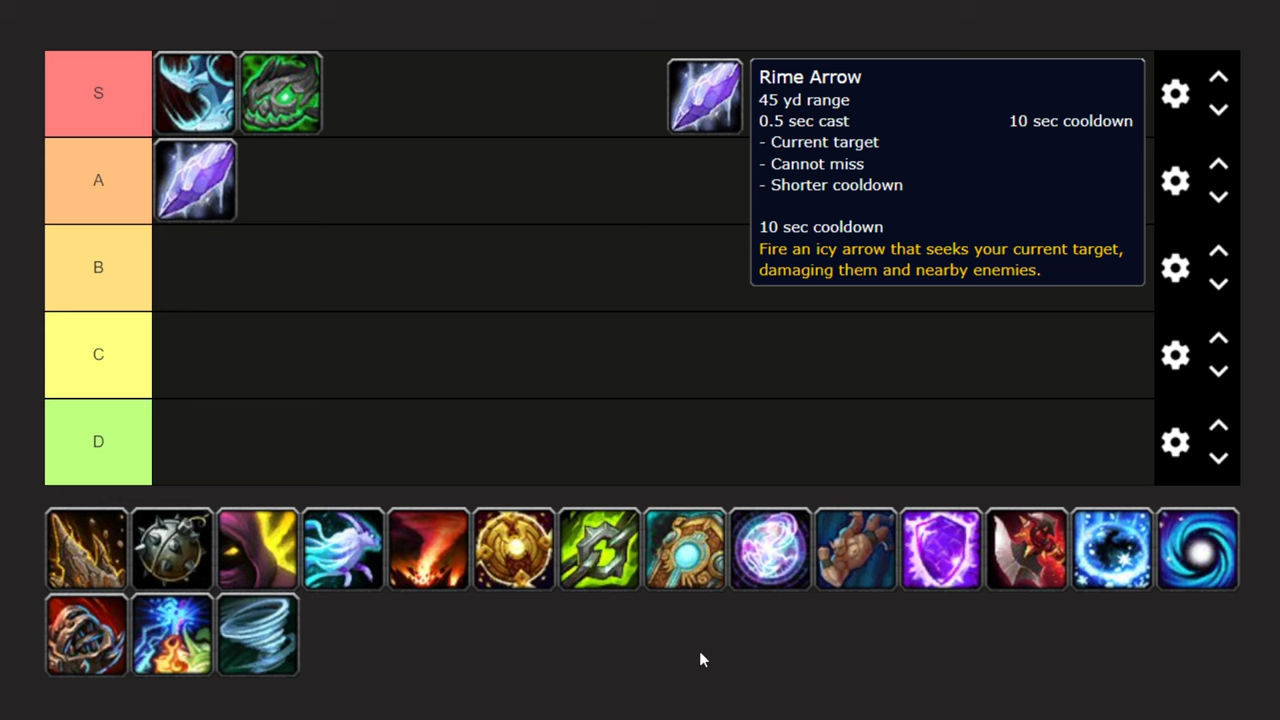 S
Rime Arrow
45 yd range
0.5 sec cast 10 sec cooldown
- Current target
- Cannot miss
- Shorter cooldown
10 sec cooldown
Fire an icy arrow that seeks your current target,
damaging them and nearby enemies.
A
B
C
D